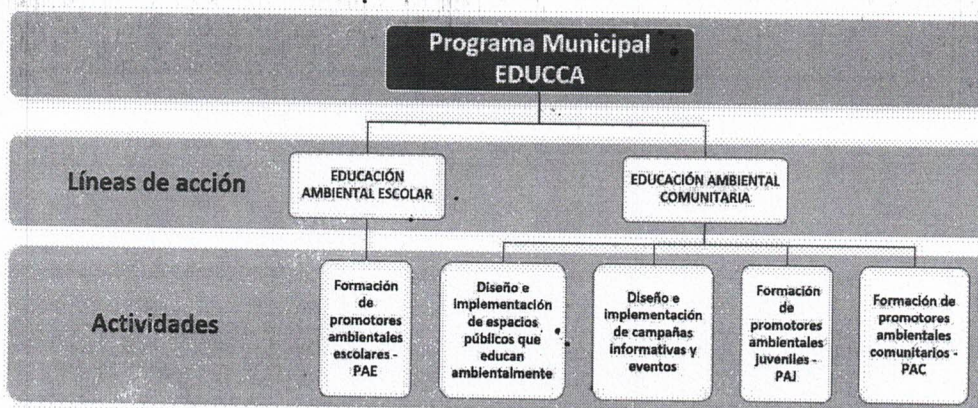 Programa Municipal
EDUCCA
Líneas de acción
EDUCACIÓN
AMBIENTAL ESCOLAR
EDUCACIÓN AMBIENTAL
COMUNITARIA
Actividades
Formación
de
promotores
ambientales
escolares -
PAE
Diseño e
implementación
de espacios
públicos que
educan
ambientalmente
Diseño e
implementación
de campañas
informativas y
eventos
Formación
de
promotores
ambientales
juveniles -
PAJ
Formación de
promotores
ambientales
comunitarios -
PAC